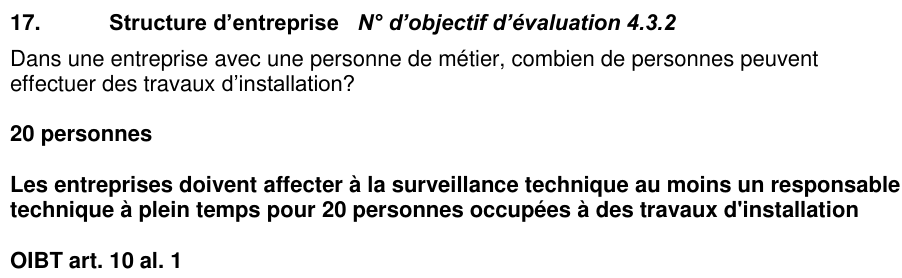 17. Structure d’entreprise N° d’objectif d’évaluation 4.3.2
Dans une entreprise avec une personne de métier, combien de personnes peuvent
effectuer des travaux d’installation?
20 personnes
Les entreprises doivent affecter à la surveillance technique au moins un responsable
technique à plein temps pour 20 personnes occupées à des travaux d'installation
OIBT art. 10 al. 1